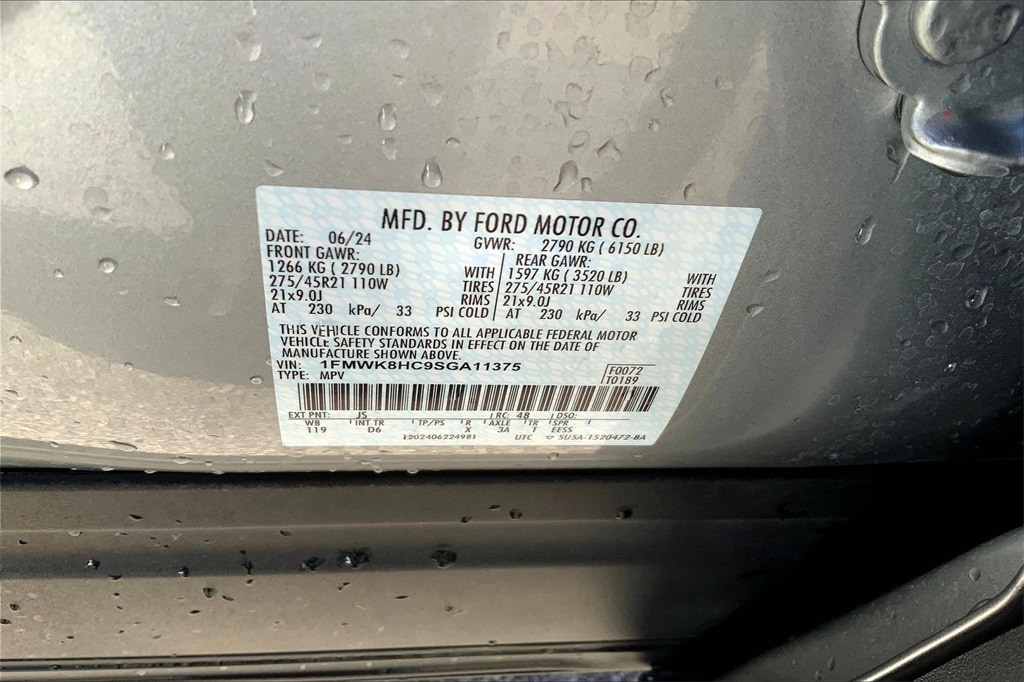 MFD. BY FORD MOTOR CO.
DATE: 06/24 GVWR: 2790 KG ( 6150 LB)
FRONT GAWR: REAR GAWR:
1266 KG ( 2790 LB) WITH 1597 KG ( 3520 LB) WITH
275/45R21 110W TIRES 275/45R21 110W TIRES
21x9.0J RIMS 21x9.0J RIMS
AT 230 kPa/ 33 PSI COLD AT 230 kPa/ 33 PSI COLD
THIS VEHICLE CONFORMS TO ALL APPLICABLE FEDERAL MOTOR
VEHICLE SAFETY STANDARDS IN EFFECT ON THE DATE OF
MANUFACTURE SHOWN ABOVE.
VIN: 1FMWK8HC9SGA11375 F0072
TYPE: MPV T0189
EXT PNT: JS RC: 48 DSO:
WB INT TR TP/PS R AXLE TR SPR
119 D6 X 3A T EESS
1202406224981 UTC SU5A-1520472-BA